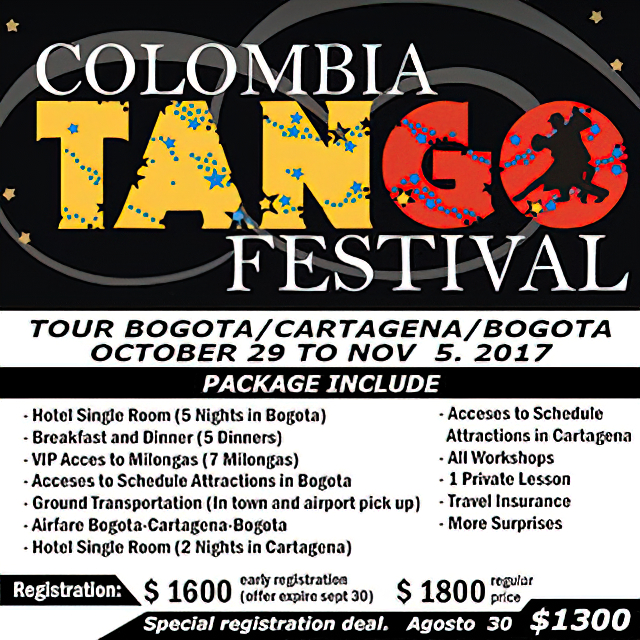 COLOMBIA
TANGO
FESTIVAL
TOUR BOGOTA/CARTAGENA/BOGOTA
OCTOBER 29 TO NOV 5. 2017
PACKAGE INCLUDE
- Hotel Single Room (5 Nights in Bogota)
- Breakfast and Dinner (5 Dinners)
- VIP Acces to Milongas (7 Milongas)
- Acceses to Schedule Attractions in Bogota
- Ground Transportation (In town and airport pick up)
- Airfare Bogota-Cartagena-Bogota
- Hotel Single Room (2 Nights in Cartagena)
- Acceses to Schedule
Attractions in Cartagena
- All Workshops
- 1 Private Lesson
- Travel Insurance
- More Surprises
Registration: $ 1600 early registration (offer expire sept 30) $ 1800 regular price
Special registration deal. Agosto 30 $1300